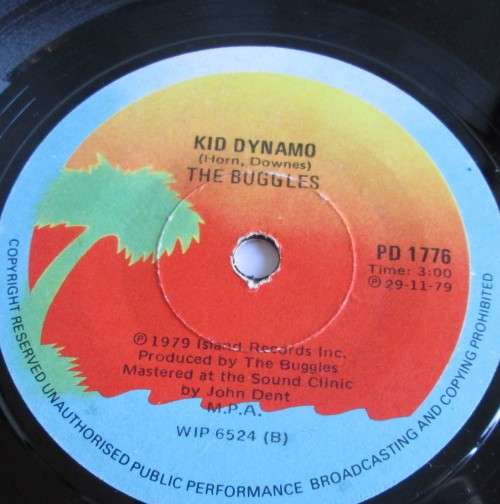 KID DYNAMO
(Horn, Downes)
THE BUGGLES
PD 1776
Time: 3:00
Ⓟ 29-11-79
Ⓟ 1979 Island Records Inc.
Produced by The Buggles
Mastered at the Sound Clinic
by John Dent
M.P.A.
WIP 6524 (B)
COPYRIGHT RESERVED UNAUTHORISED PUBLIC PERFORMANCE BROADCASTING AND COPYING PROHIBITED